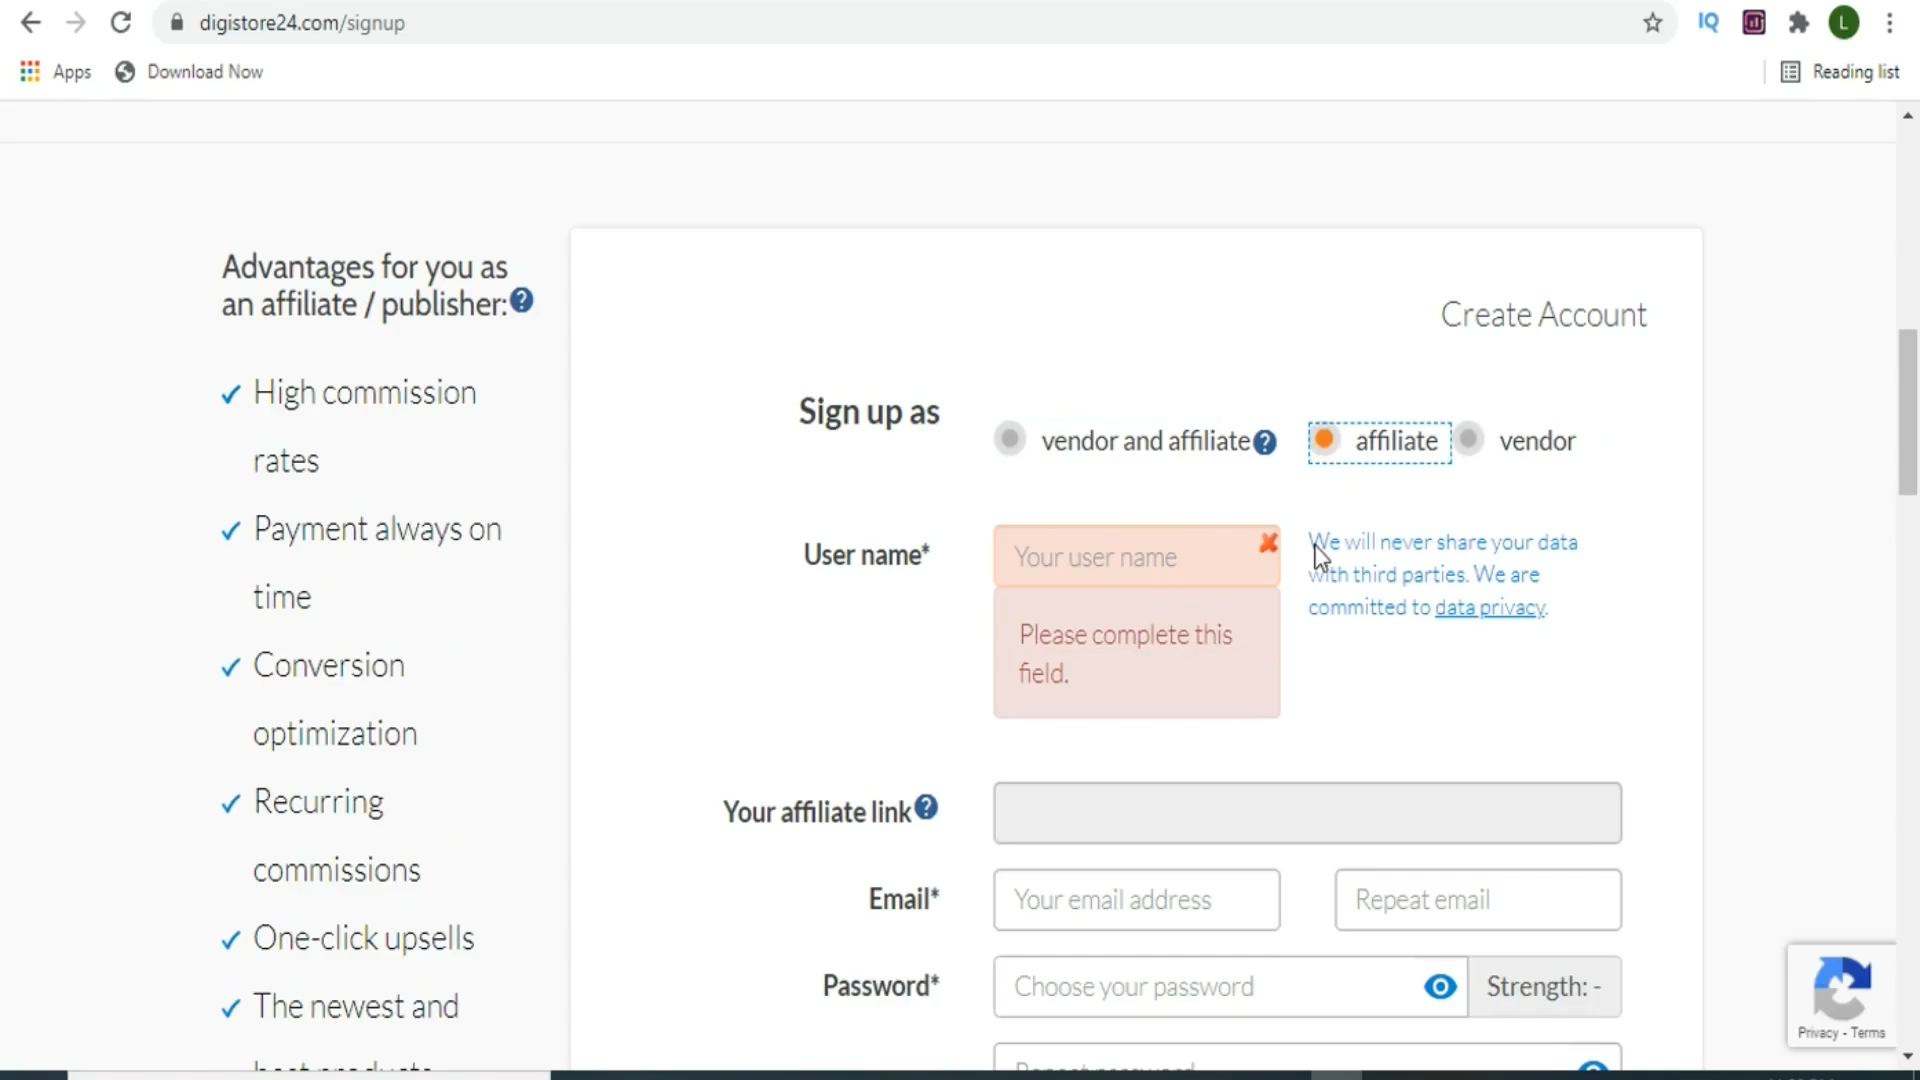 digistore24.com/signup
IQ
L
Apps
Download Now
Reading list
Advantages for you as
an affiliate / publisher:?
High commission
rates
Payment always on
time
Conversion
optimization
Recurring
commissions
One-click upsells
The newest and
best products
Create Account
Sign up as
vendor and affiliate?
affiliate
vendor
User name*
Your user name
Please complete this
field.
We will never share your data
with third parties. We are
committed to data privacy.
Your affiliate link?
Email*
Your email address
Repeat email
Password*
Choose your password
Strength: -
Repeat password
Privacy - Terms